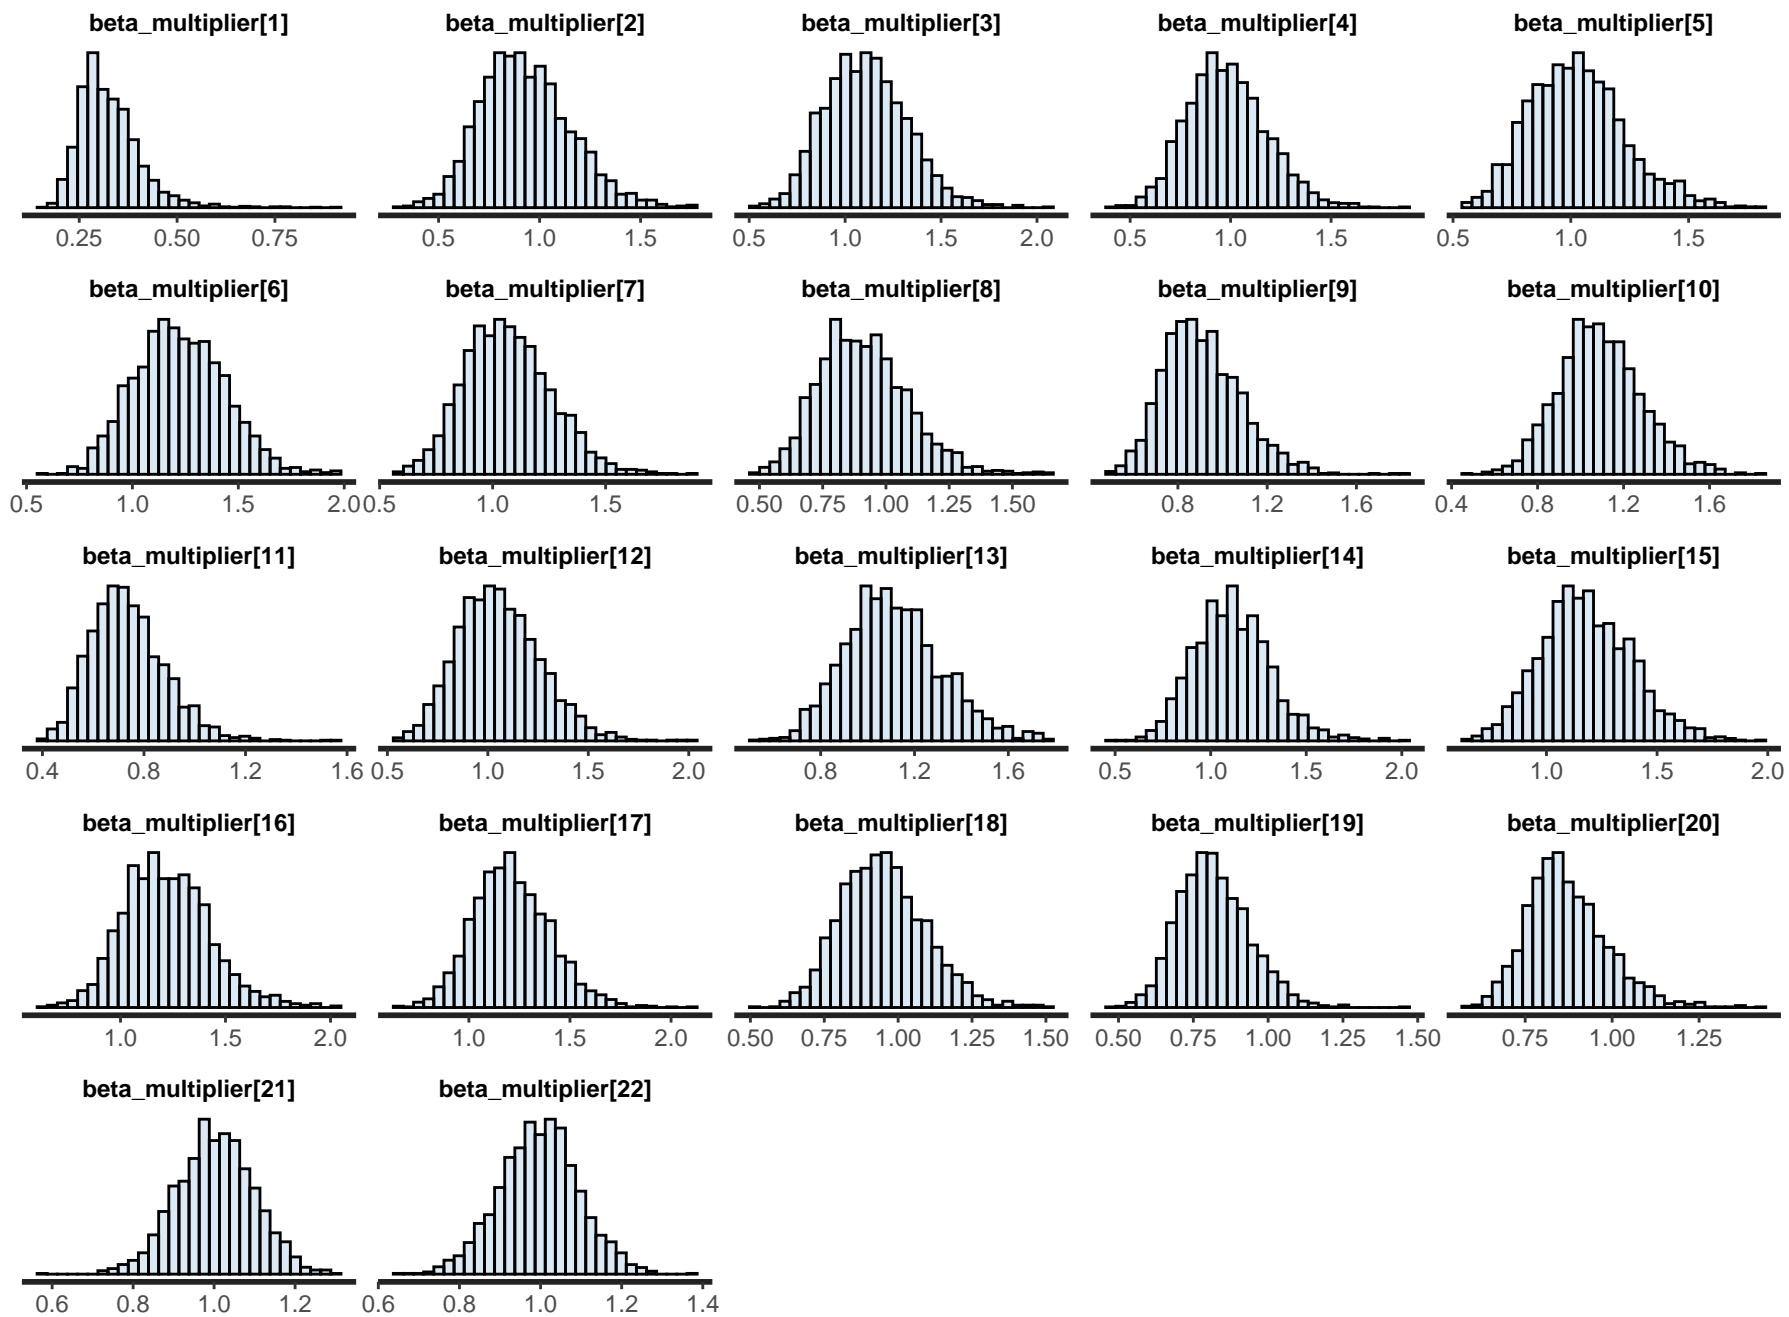 beta_multiplier[1] beta_multiplier[2] beta_multiplier[3] beta_multiplier[4] beta_multiplier[5]
0.25 0.50 0.75 0.5 1.0 1.5 0.5 1.0 1.5 2.0 0.5 1.0 1.5 0.5 1.0 1.5
beta_multiplier[6] beta_multiplier[7] beta_multiplier[8] beta_multiplier[9] beta_multiplier[10]
0.5 1.0 1.5 2.0 0.5 1.0 1.5 0.50 0.75 1.00 1.25 1.50 0.8 1.2 1.6 0.4 0.8 1.2 1.6
beta_multiplier[11] beta_multiplier[12] beta_multiplier[13] beta_multiplier[14] beta_multiplier[15]
0.4 0.8 1.2 1.6 0.5 1.0 1.5 2.0 0.8 1.2 1.6 0.5 1.0 1.5 2.0 1.0 1.5 2.0
beta_multiplier[16] beta_multiplier[17] beta_multiplier[18] beta_multiplier[19] beta_multiplier[20]
1.0 1.5 2.0 1.0 1.5 2.0 0.50 0.75 1.00 1.25 1.50 0.50 0.75 1.00 1.25 1.50 0.75 1.00 1.25
beta_multiplier[21] beta_multiplier[22]
0.6 0.8 1.0 1.2 0.6 0.8 1.0 1.2 1.4